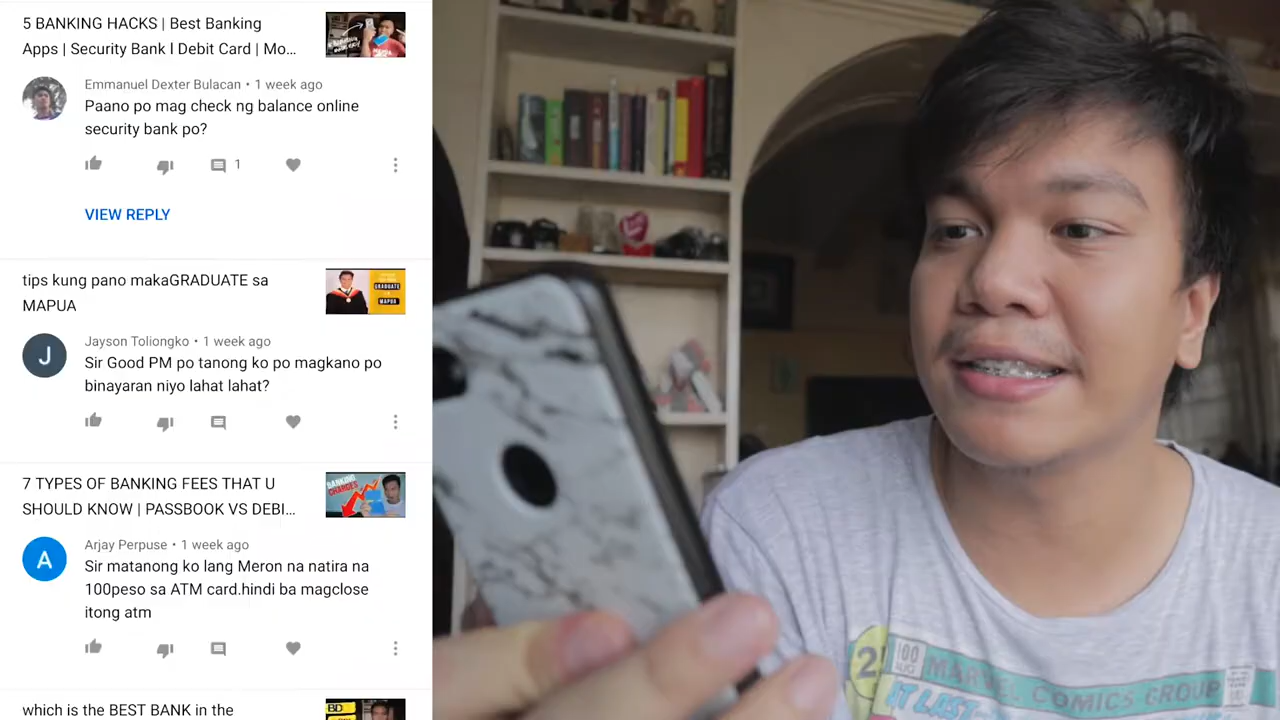 5 BANKING HACKS | Best Banking
Apps | Security Bank l Debit Card | Mo...
Emmanuel Dexter Bulacan • 1 week ago
Paano po mag check ng balance online
security bank po?
1
VIEW REPLY
tips kung pano makaGRADUATE sa
MAPUA
GRADUATE
MAPUA
J
Jayson Toliongko • 1 week ago
Sir Good PM po tanong ko po magkano po
binayaran niyo lahat lahat?
7 TYPES OF BANKING FEES THAT U
SHOULD KNOW | PASSBOOK VS DEBI...
BANKING
CHARGES
A
Arjay Perpuse • 1 week ago
Sir matanong ko lang Meron na natira na
100peso sa ATM card.hindi ba magclose
itong atm
which is the BEST BANK in the
BD
100
AUG
MARVEL COMICS GROUP
AT LAST